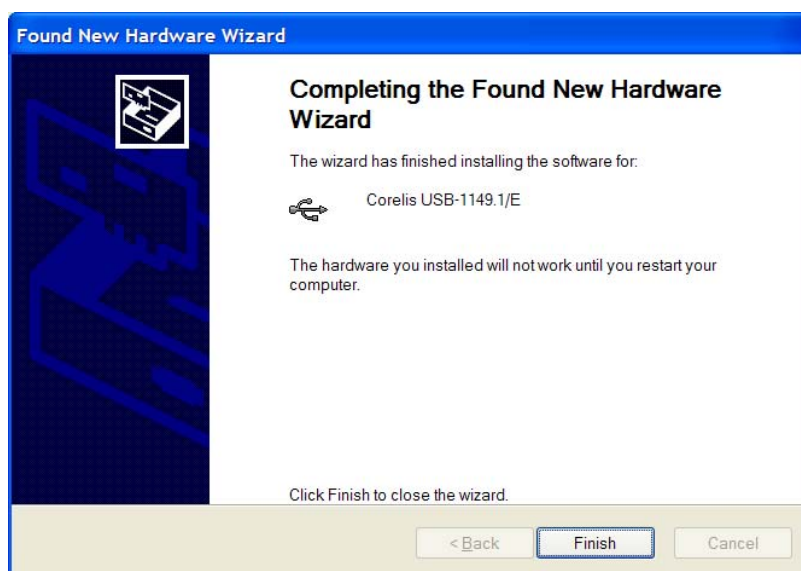 Found New Hardware Wizard
Completing the Found New Hardware
Wizard
The wizard has finished installing the software for:
Corelis USB-1149.1/E
The hardware you installed will not work until you restart your
computer.
Click Finish to close the wizard.
< Back
Finish
Cancel